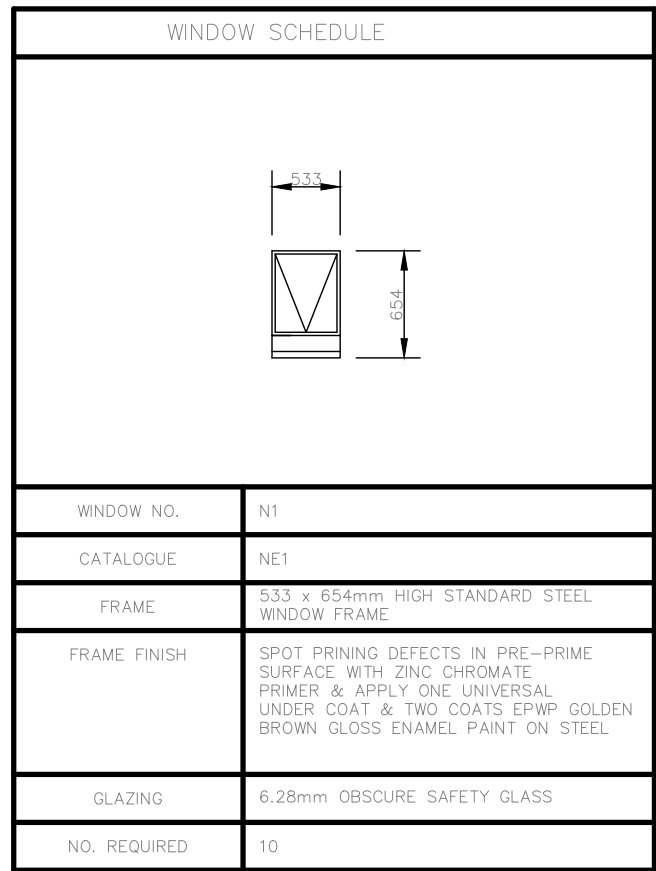 WINDOW SCHEDULE
533
654
WINDOW NO.
N1
CATALOGUE
NE1
FRAME
533 x 654mm HIGH STANDARD STEEL
WINDOW FRAME
FRAME FINISH
SPOT PRINING DEFECTS IN PRE-PRIME
SURFACE WITH ZINC CHROMATE
PRIMER & APPLY ONE UNIVERSAL
UNDER COAT & TWO COATS EPWP GOLDEN
BROWN GLOSS ENAMEL PAINT ON STEEL
GLAZING
6.28mm OBSCURE SAFETY GLASS
NO. REQUIRED
10